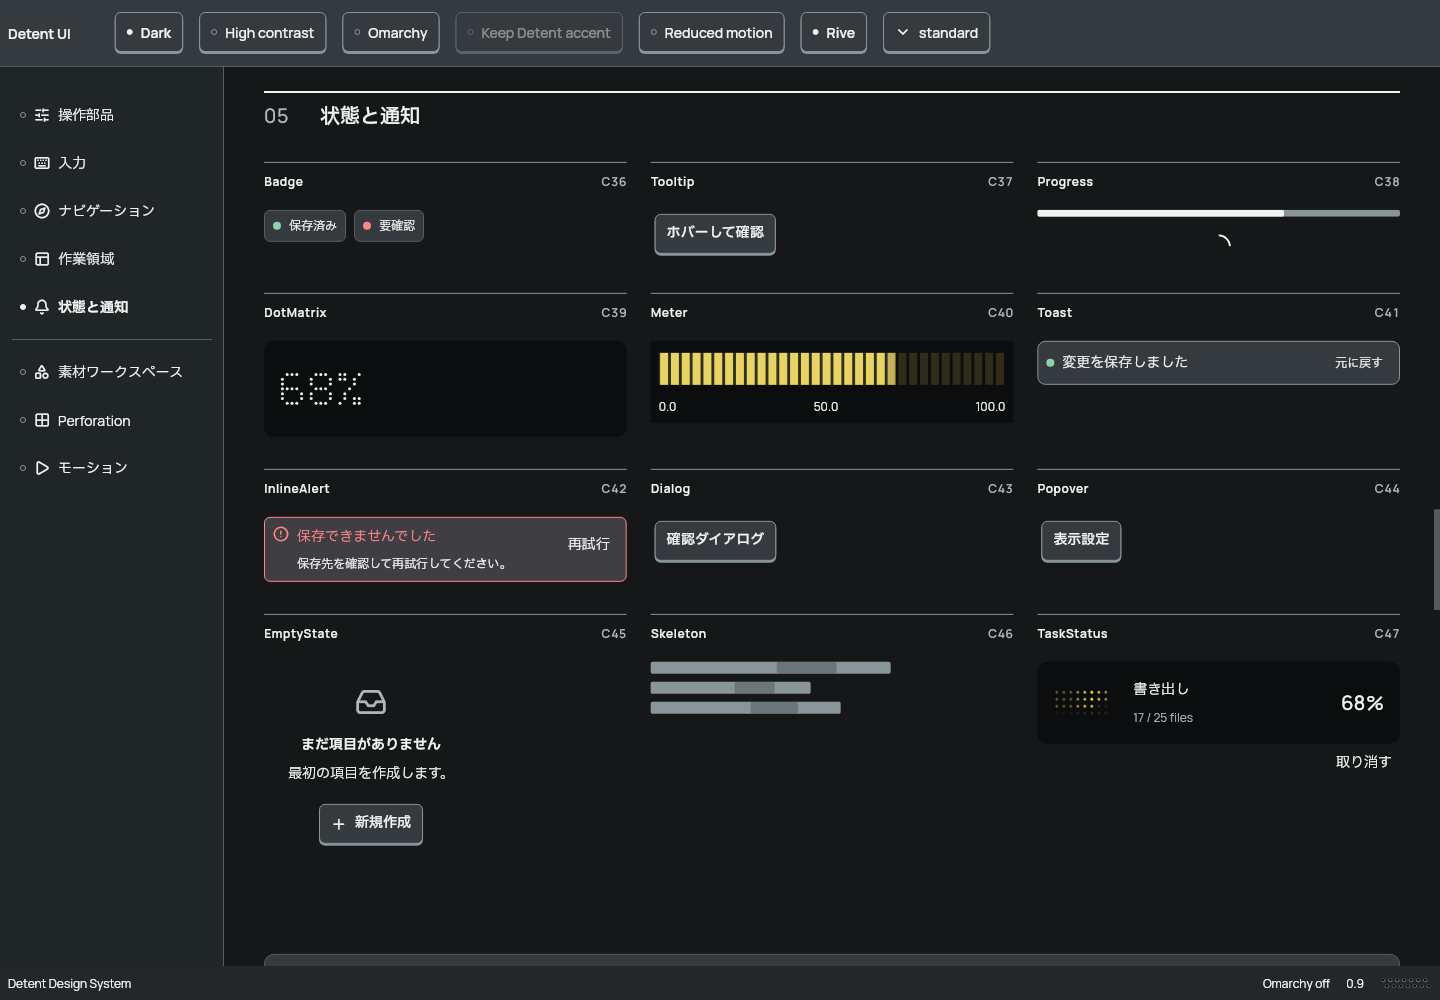 Detent UI
Dark
High contrast
Omarchy
Keep Detent accent
Reduced motion
Rive
standard
操作部品
入力
ナビゲーション
作業領域
状態と通知
素材ワークスペース
Perforation
モーション
05 状態と通知
Badge C36
保存済み 要確認
Tooltip C37
ホバーして確認
Progress C38
DotMatrix C39
68%
Meter C40
0.0 50.0 100.0
Toast C41
変更を保存しました 元に戻す
InlineAlert C42
保存できませんでした
保存先を確認して再試行してください。
再試行
Dialog C43
確認ダイアログ
Popover C44
表示設定
EmptyState C45
まだ項目がありません
最初の項目を作成します。
新規作成
Skeleton C46
TaskStatus C47
書き出し
17 / 25 files
68%
取り消す
Detent Design System
Omarchy off 0.9